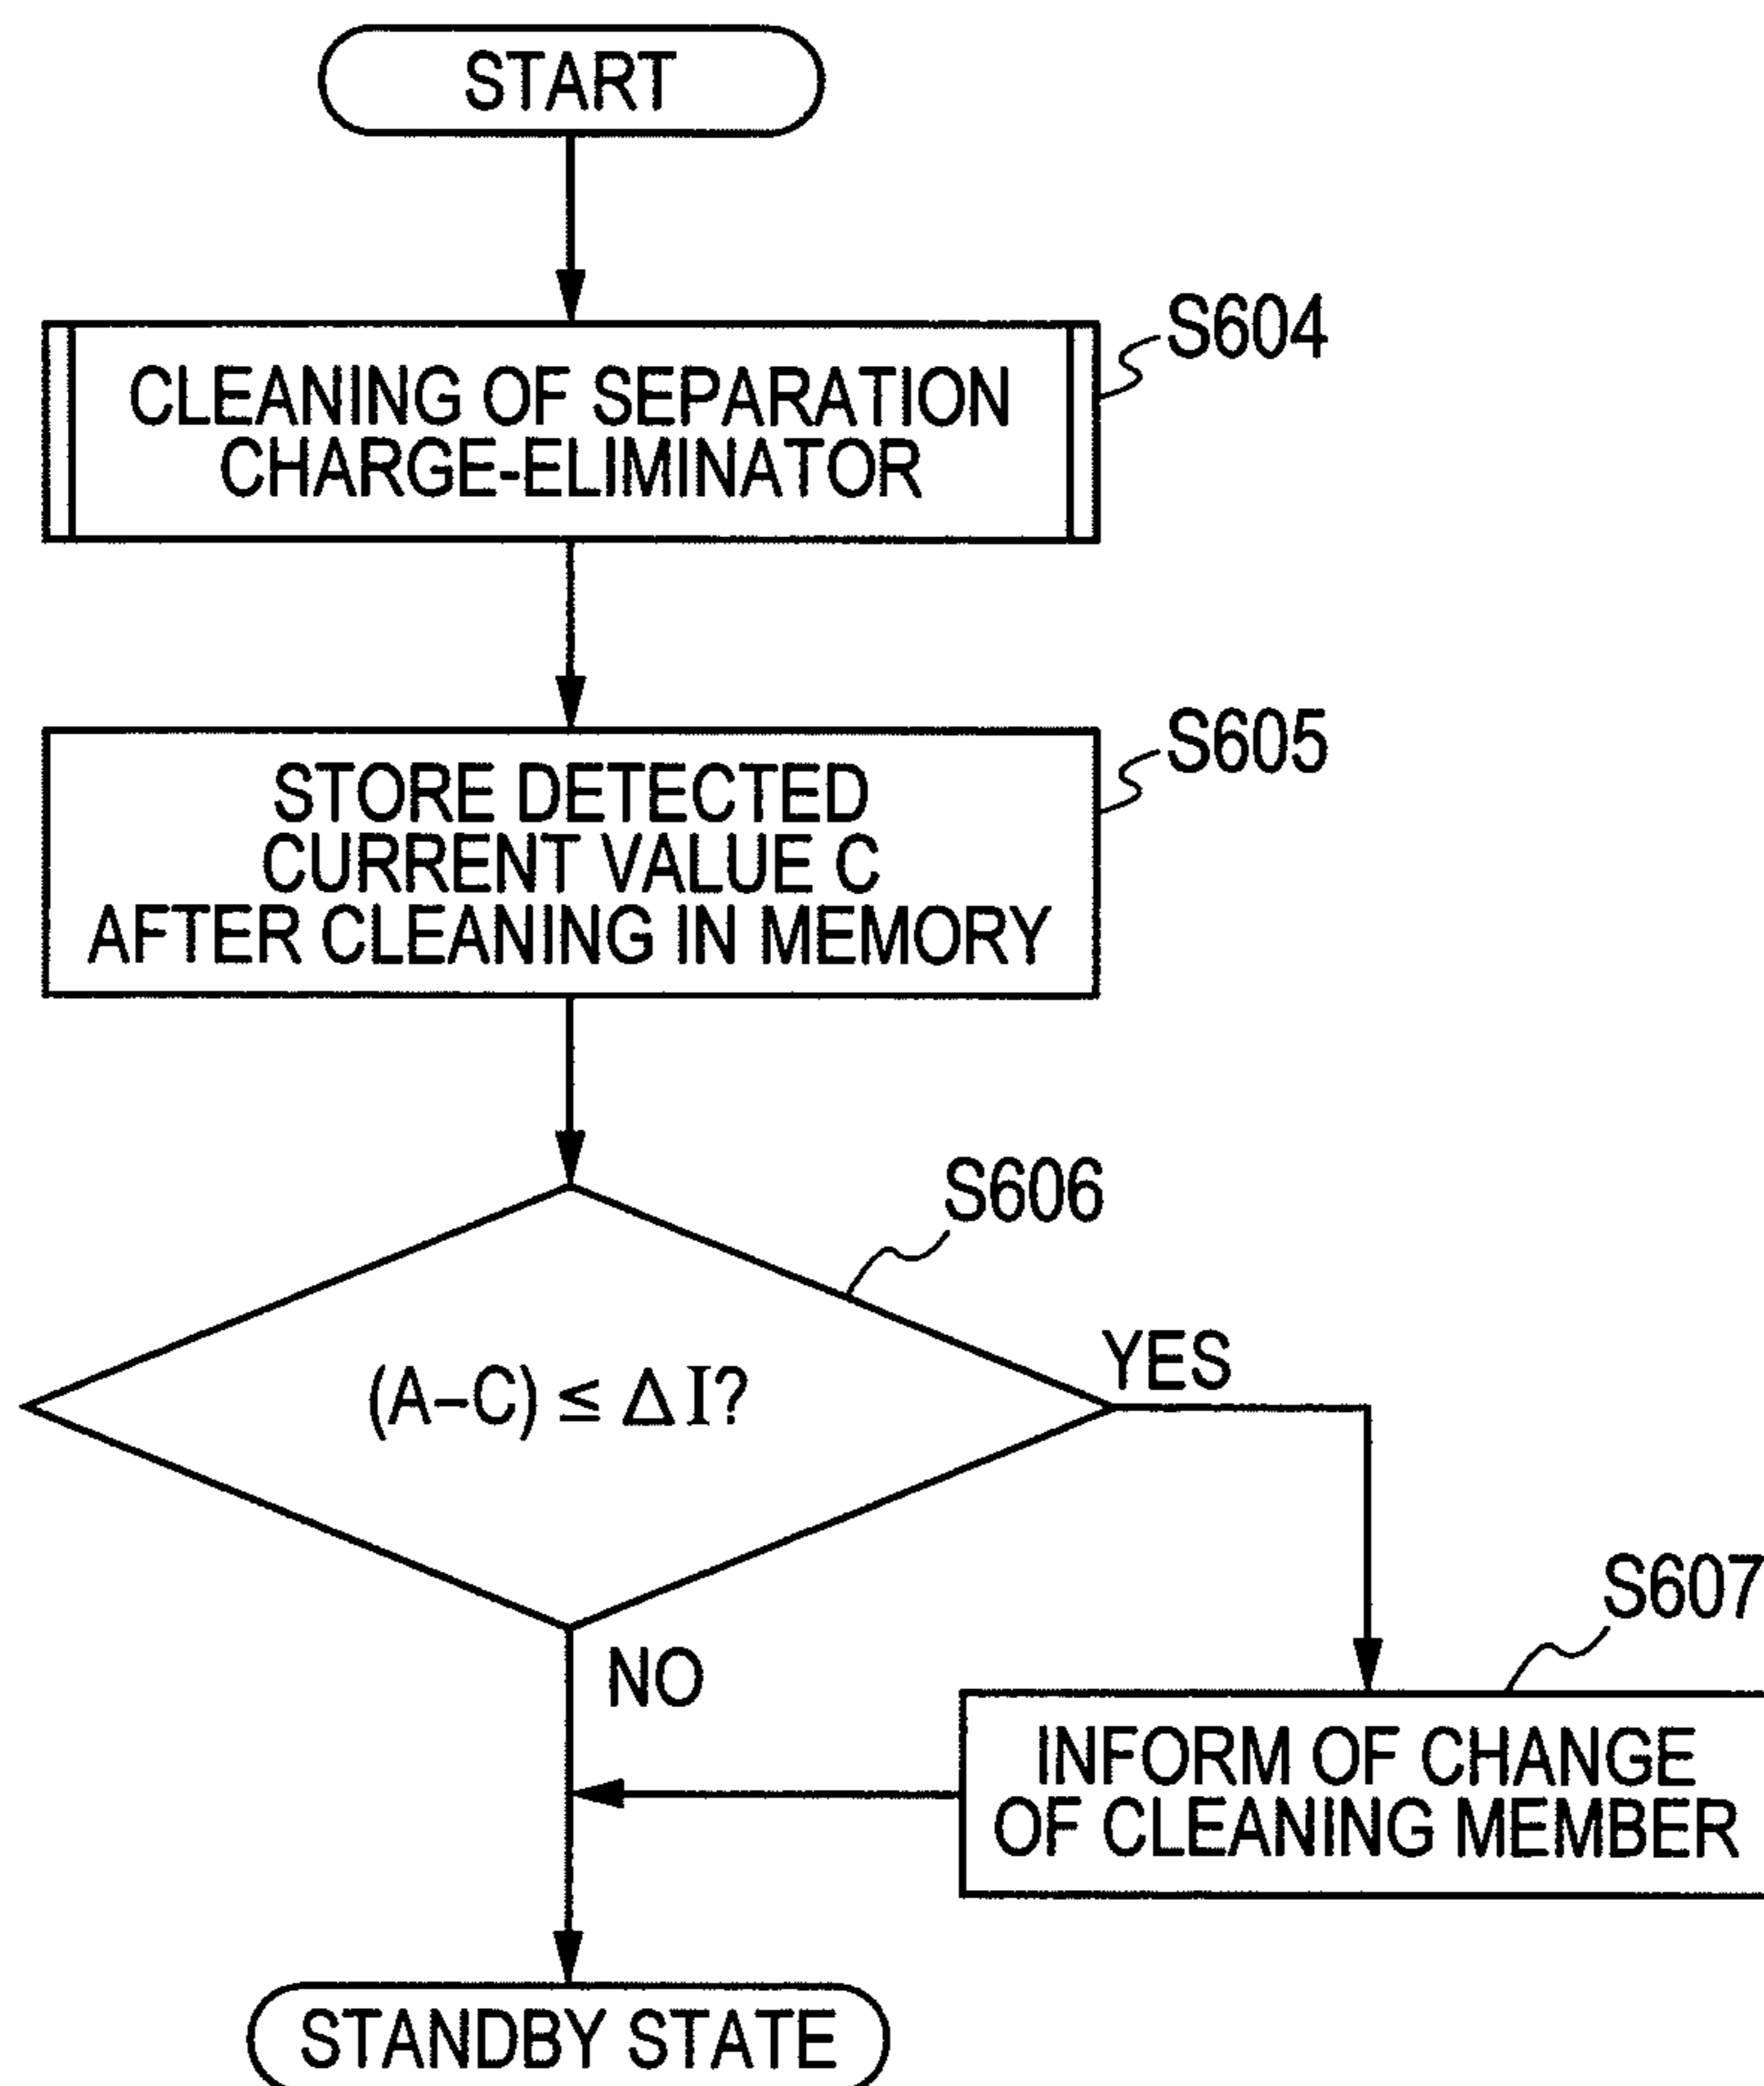 START
S604
CLEANING OF SEPARATION
CHARGE-ELIMINATOR
S605
STORE DETECTED
CURRENT VALUE C
AFTER CLEANING IN MEMORY
S606
(A–C) ≤ Δ I?
YES
NO
S607
INFORM OF CHANGE
OF CLEANING MEMBER
STANDBY STATE